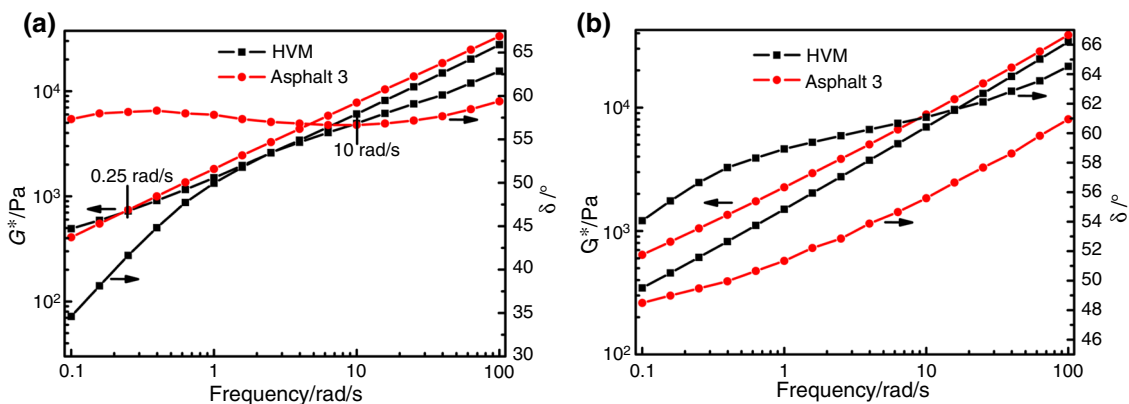 (a)
HVM
Asphalt 3
0.25 rad/s
10 rad/s
G*/Pa
10⁴
10³
10²
65
60
55
50
45
40
35
30
δ /°
0.1
1
10
100
Frequency/rad/s
(b)
HVM
Asphalt 3
G*/Pa
10⁴
10³
10²
66
64
62
60
58
56
54
52
50
48
46
δ /°
0.1
1
10
100
Frequency/rad/s